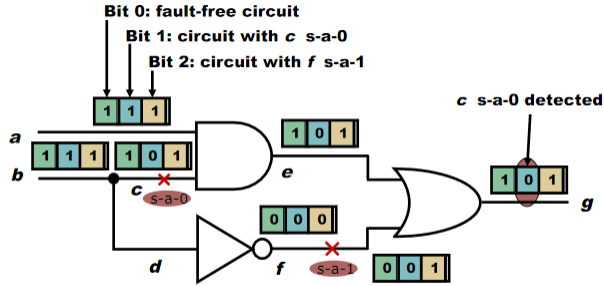 Bit 0: fault-free circuit
Bit 1: circuit with c s-a-0
Bit 2: circuit with f s-a-1
c s-a-0 detected
1 1 1
a
1 0 1
1 1 1
1 0 1
b
c
s-a-0
e
1 0 1
g
0 0 0
d
f
s-a-1
0 0 1